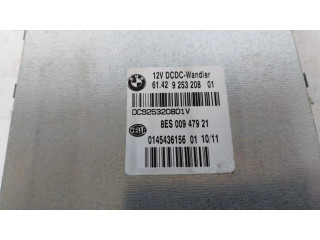 12V DCDC-Wandler
61.42 9 253 208 01
DC925320801V
8ES 009 479 21
0145436156 01 10/11